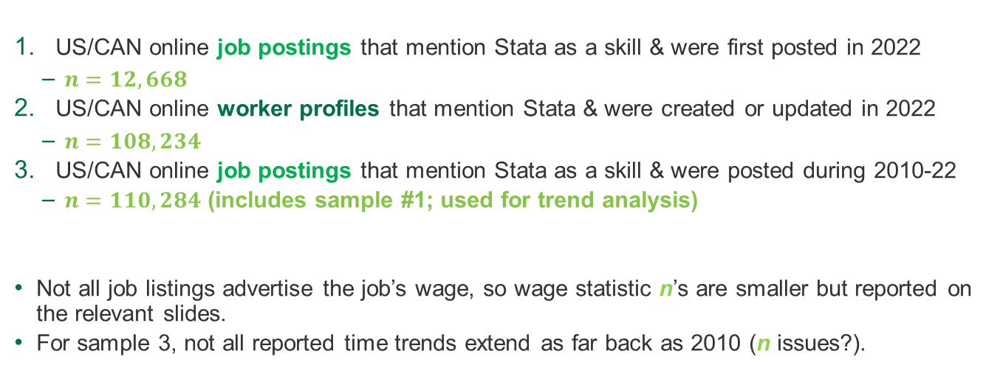 1. US/CAN online job postings that mention Stata as a skill & were first posted in 2022
– n = 12,668
2. US/CAN online worker profiles that mention Stata & were created or updated in 2022
– n = 108,234
3. US/CAN online job postings that mention Stata as a skill & were posted during 2010-22
– n = 110,284 (includes sample #1; used for trend analysis)
• Not all job listings advertise the job’s wage, so wage statistic n’s are smaller but reported on
the relevant slides.
• For sample 3, not all reported time trends extend as far back as 2010 (n issues?).